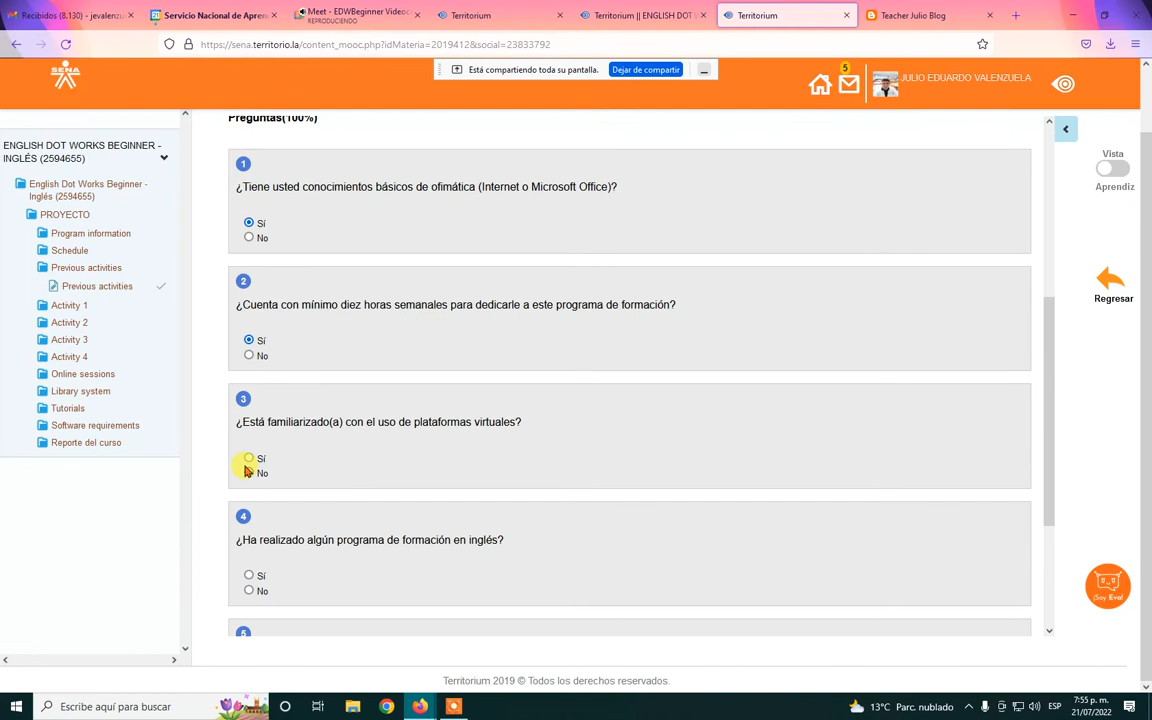 Recibidos (8.130) - jevalenzu
Servicio Nacional de Apren
Meet - EDWBeginner Videoc
REPRODUCIENDO
Territorium
Territorium || ENGLISH DOT W
Territorium
Teacher Julio Blog
https://sena.territorio.la/content_mooc.php?idMateria=2019412&social=23833792
Está compartiendo toda su pantalla.
Dejar de compartir
SENA
5
JULIO EDUARDO VALENZUELA
ENGLISH DOT WORKS BEGINNER -
INGLÉS (2594655)
English Dot Works Beginner -
Inglés (2594655)
PROYECTO
Program information
Schedule
Previous activities
Previous activities
Activity 1
Activity 2
Activity 3
Activity 4
Online sessions
Library system
Tutorials
Software requirements
Reporte del curso
Preguntas(100%)
1
¿Tiene usted conocimientos básicos de ofimática (Internet o Microsoft Office)?
Sí
No
2
¿Cuenta con mínimo diez horas semanales para dedicarle a este programa de formación?
Sí
No
3
¿Está familiarizado(a) con el uso de plataformas virtuales?
Sí
No
4
¿Ha realizado algún programa de formación en inglés?
Sí
No
5
Vista
Aprendiz
Regresar
¡Soy Eva!
Territorium 2019 © Todos los derechos reservados.
Escribe aquí para buscar
13°C Parc. nublado
ESP
7:55 p. m.
21/07/2022